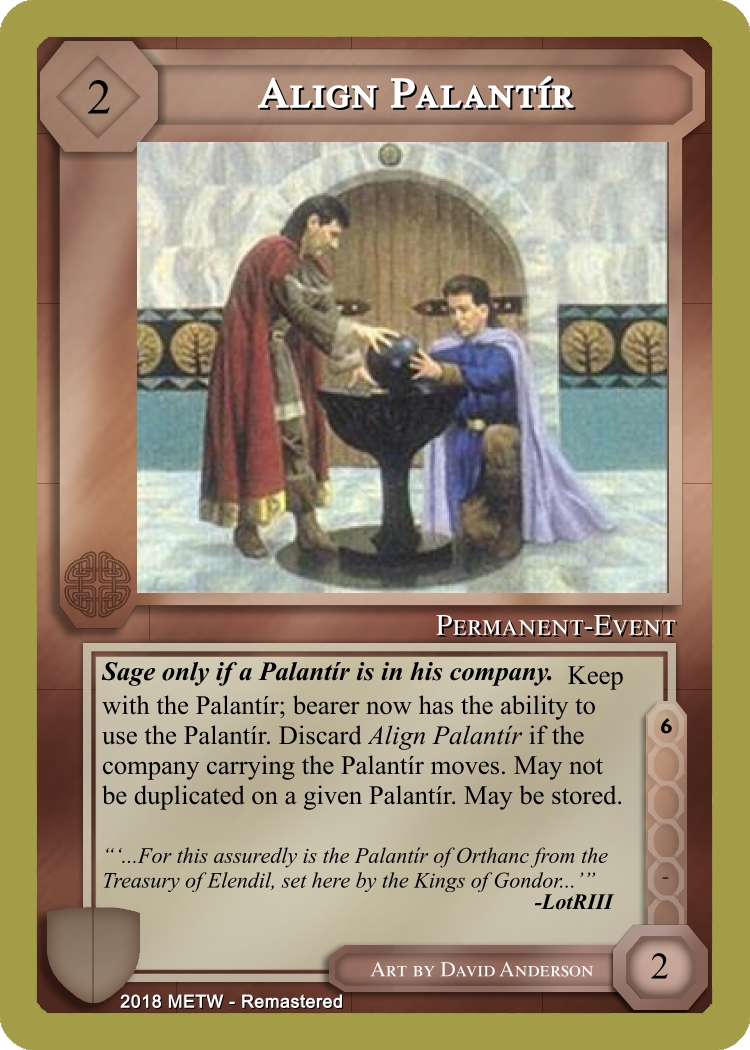 2
Align Palantír
Permanent-Event
Sage only if a Palantír is in his company. Keep
with the Palantír; bearer now has the ability to
use the Palantír. Discard Align Palantír if the
company carrying the Palantír moves. May not
be duplicated on a given Palantír. May be stored.
6
“‘...For this assuredly is the Palantír of Orthanc from the
Treasury of Elendil, set here by the Kings of Gondor...’”
-
-LotRIII
Art by David Anderson
2
2018 METW - Remastered